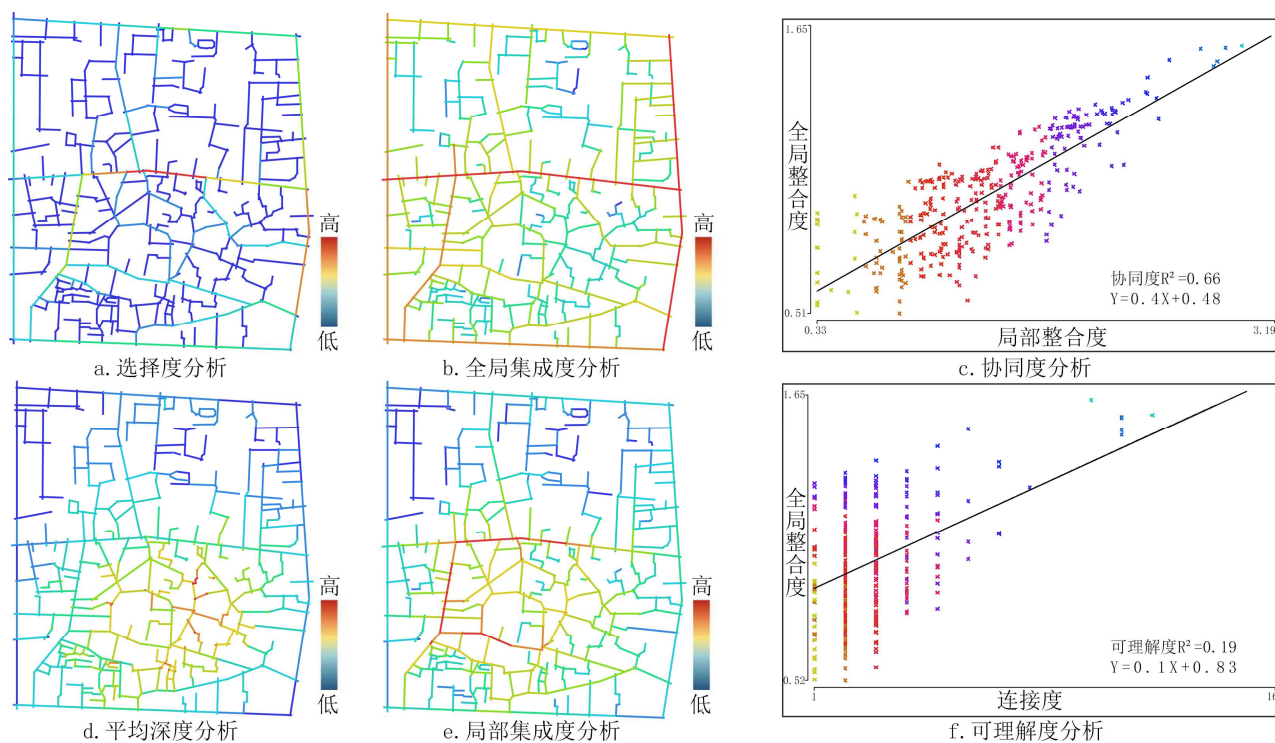 高
低
a.选择度分析
高
低
b.全局集成度分析
1.65
全局整合度
0.51
协同度R²=0.66
Y=0.4X+0.48
0.33
局部整合度
3.19
c.协同度分析
高
低
d.平均深度分析
高
低
e.局部集成度分析
1.65
全局整合度
0.52
可理解度R²=0.19
Y=0.1X+0.83
1
连接度
16
f.可理解度分析